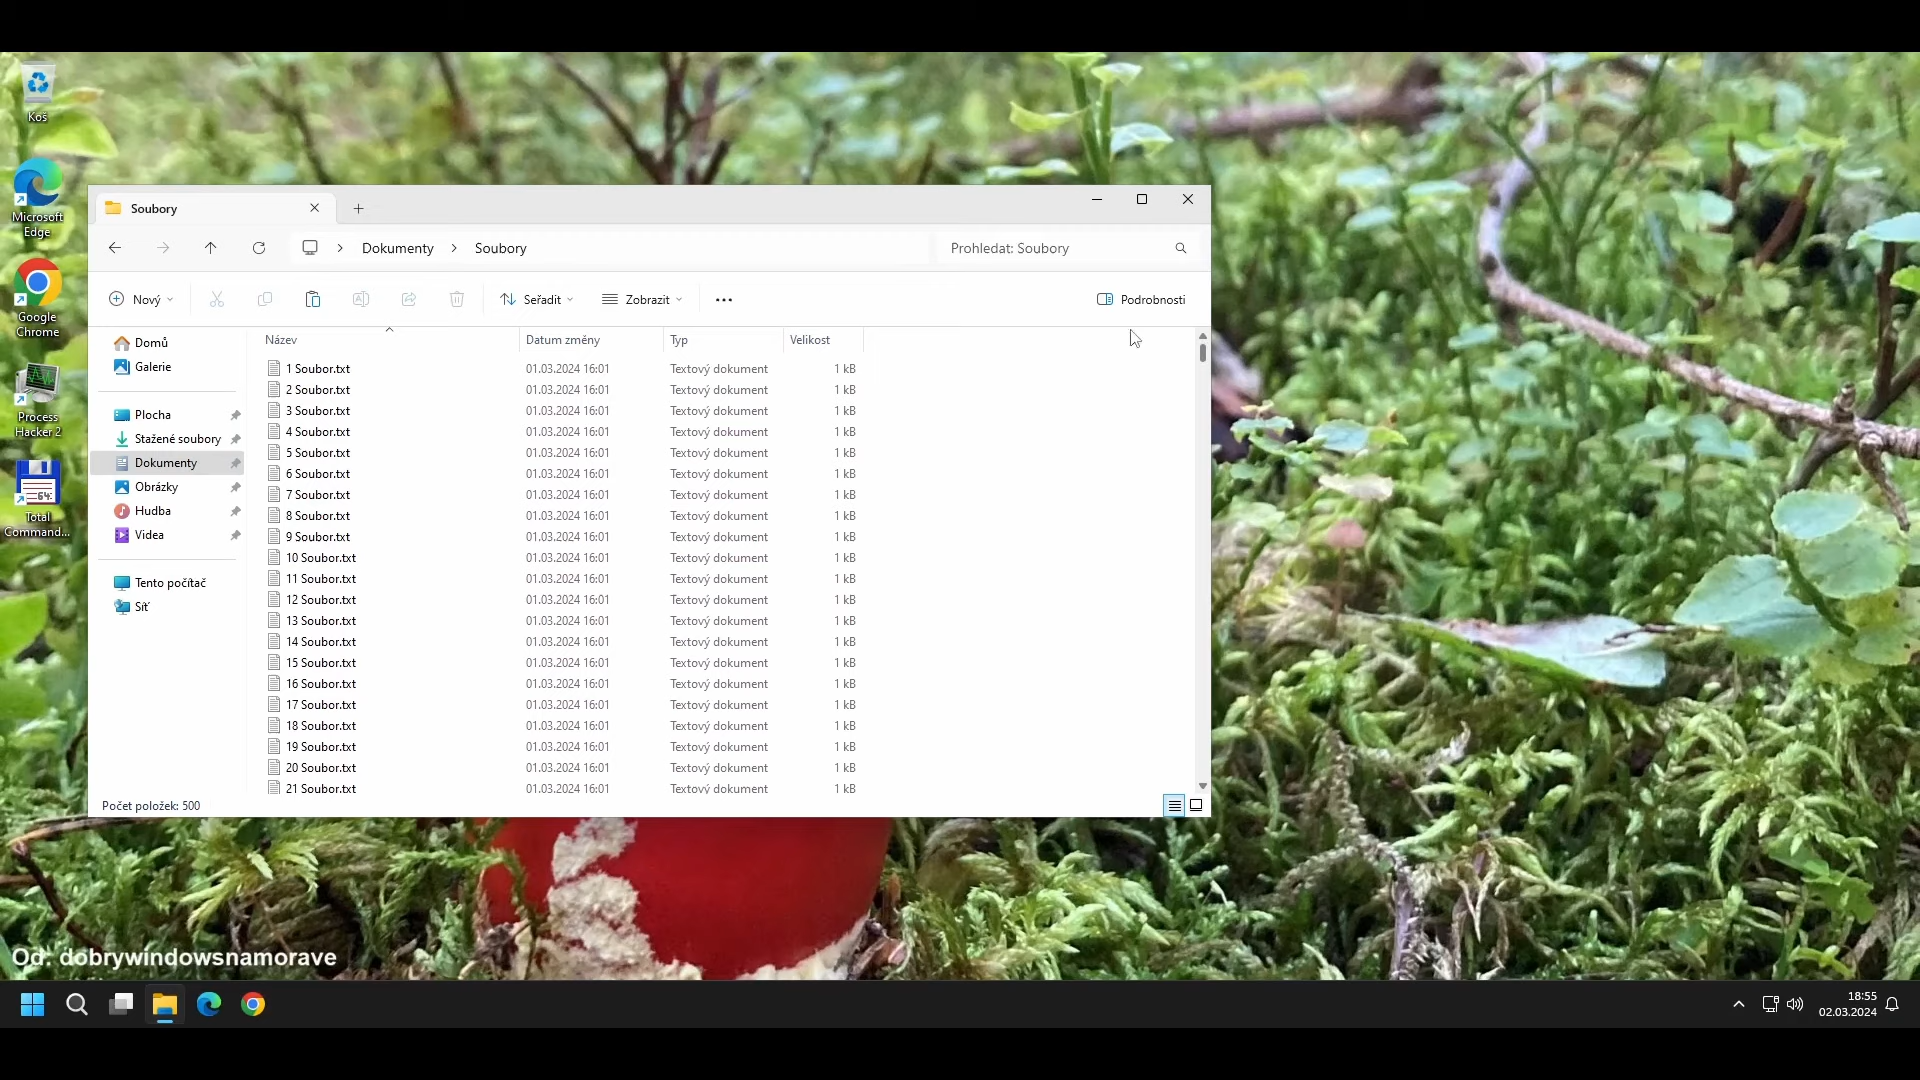 Koš
Microsoft
Edge
Google
Chrome
Process
Hacker 2
64
Total
Command...
Soubory
Dokumenty
Soubory
Prohledat: Soubory
Nový
Seřadit
Zobrazit
Podrobnosti
Domů
Galerie
Plocha
Stažené soubory
Dokumenty
Obrázky
Hudba
Videa
Tento počítač
Síť
Název Datum změny Typ Velikost
1 Soubor.txt 01.03.2024 16:01 Textový dokument 1 kB
2 Soubor.txt 01.03.2024 16:01 Textový dokument 1 kB
3 Soubor.txt 01.03.2024 16:01 Textový dokument 1 kB
4 Soubor.txt 01.03.2024 16:01 Textový dokument 1 kB
5 Soubor.txt 01.03.2024 16:01 Textový dokument 1 kB
6 Soubor.txt 01.03.2024 16:01 Textový dokument 1 kB
7 Soubor.txt 01.03.2024 16:01 Textový dokument 1 kB
8 Soubor.txt 01.03.2024 16:01 Textový dokument 1 kB
9 Soubor.txt 01.03.2024 16:01 Textový dokument 1 kB
10 Soubor.txt 01.03.2024 16:01 Textový dokument 1 kB
11 Soubor.txt 01.03.2024 16:01 Textový dokument 1 kB
12 Soubor.txt 01.03.2024 16:01 Textový dokument 1 kB
13 Soubor.txt 01.03.2024 16:01 Textový dokument 1 kB
14 Soubor.txt 01.03.2024 16:01 Textový dokument 1 kB
15 Soubor.txt 01.03.2024 16:01 Textový dokument 1 kB
16 Soubor.txt 01.03.2024 16:01 Textový dokument 1 kB
17 Soubor.txt 01.03.2024 16:01 Textový dokument 1 kB
18 Soubor.txt 01.03.2024 16:01 Textový dokument 1 kB
19 Soubor.txt 01.03.2024 16:01 Textový dokument 1 kB
20 Soubor.txt 01.03.2024 16:01 Textový dokument 1 kB
21 Soubor.txt 01.03.2024 16:01 Textový dokument 1 kB
Počet položek: 500
Od: dobrywindowsnamorave
18:55
02.03.2024